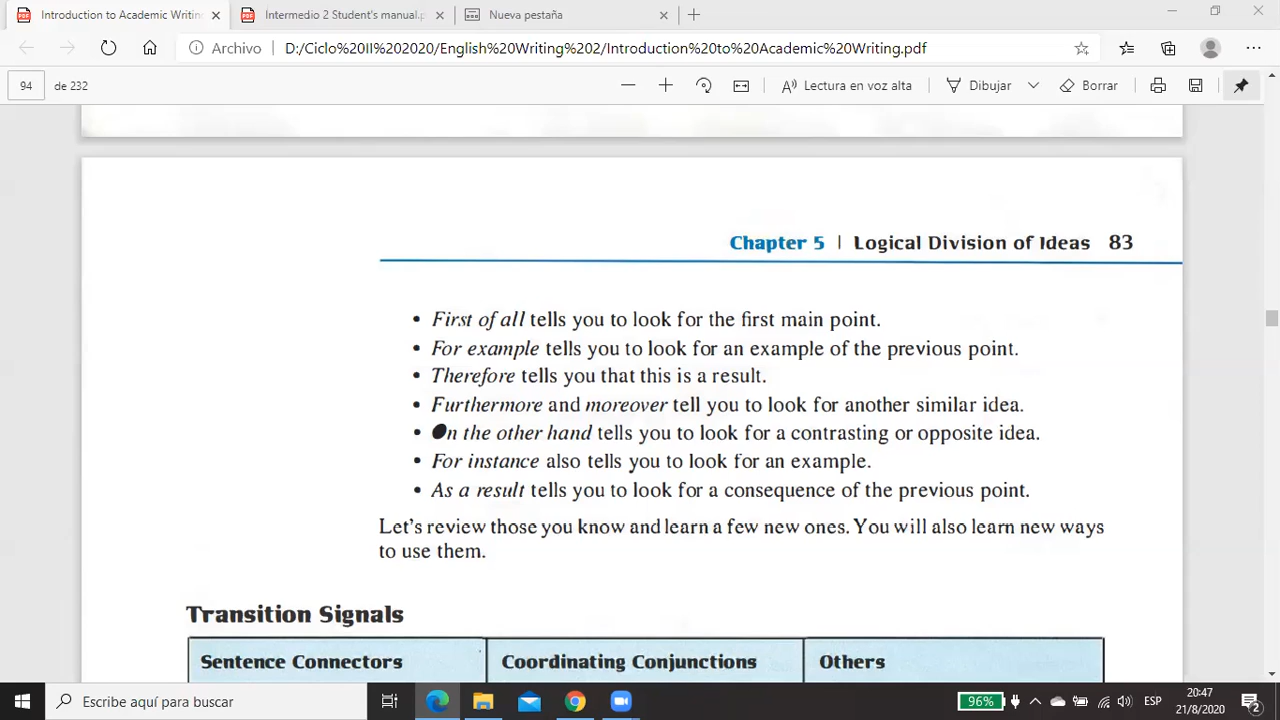 Introduction to Academic Writing
Intermedio 2 Student's manual.p
Nueva pestaña
Archivo
D:/Ciclo%20II%202020/English%20Writing%202/Introduction%20to%20Academic%20Writing.pdf
94
de 232
Lectura en voz alta
Dibujar
Borrar
Chapter 5 | Logical Division of Ideas 83
• First of all tells you to look for the first main point.
• For example tells you to look for an example of the previous point.
• Therefore tells you that this is a result.
• Furthermore and moreover tell you to look for another similar idea.
• On the other hand tells you to look for a contrasting or opposite idea.
• For instance also tells you to look for an example.
• As a result tells you to look for a consequence of the previous point.
Let's review those you know and learn a few new ones. You will also learn new ways
to use them.
Transition Signals
Sentence Connectors
Coordinating Conjunctions
Others
Escribe aquí para buscar
96%
ESP
20:47
21/8/2020
2